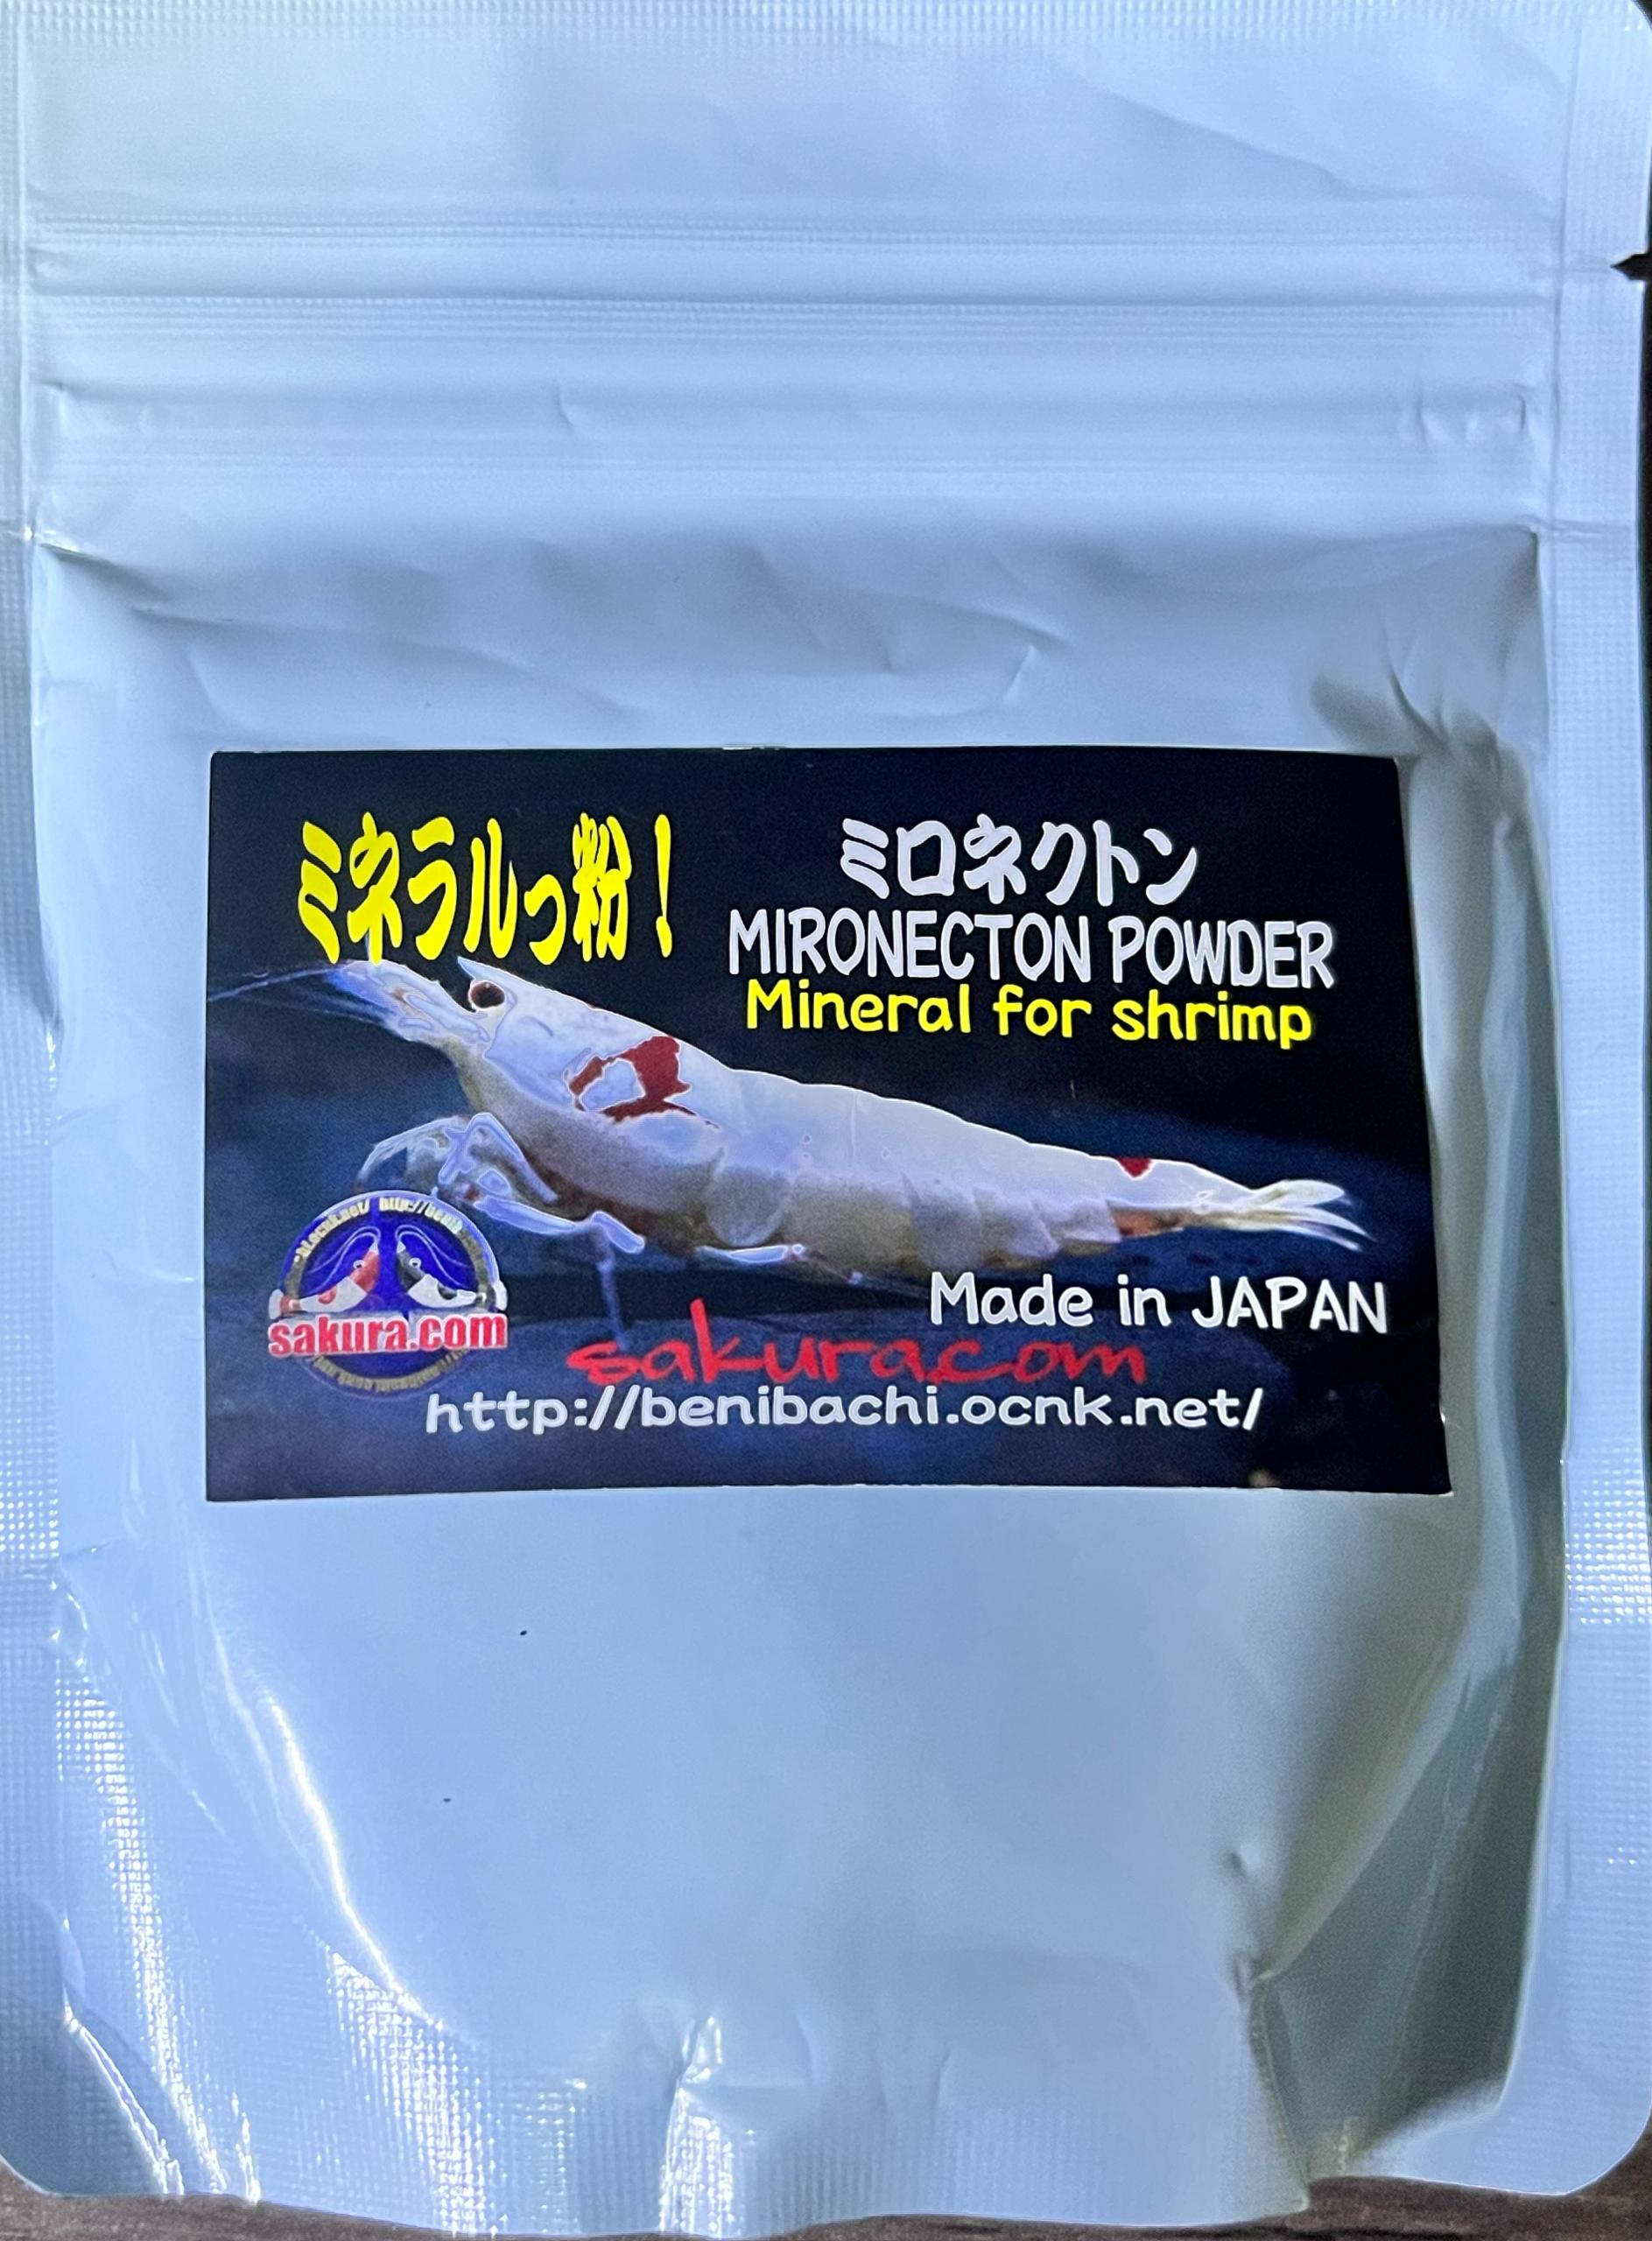 ミネラルっ粉！
ミロネクトン
MIRONECTON POWDER
Mineral for shrimp
Made in JAPAN
sakura.com
sakura.com
http://benibachi.ocnk.net/